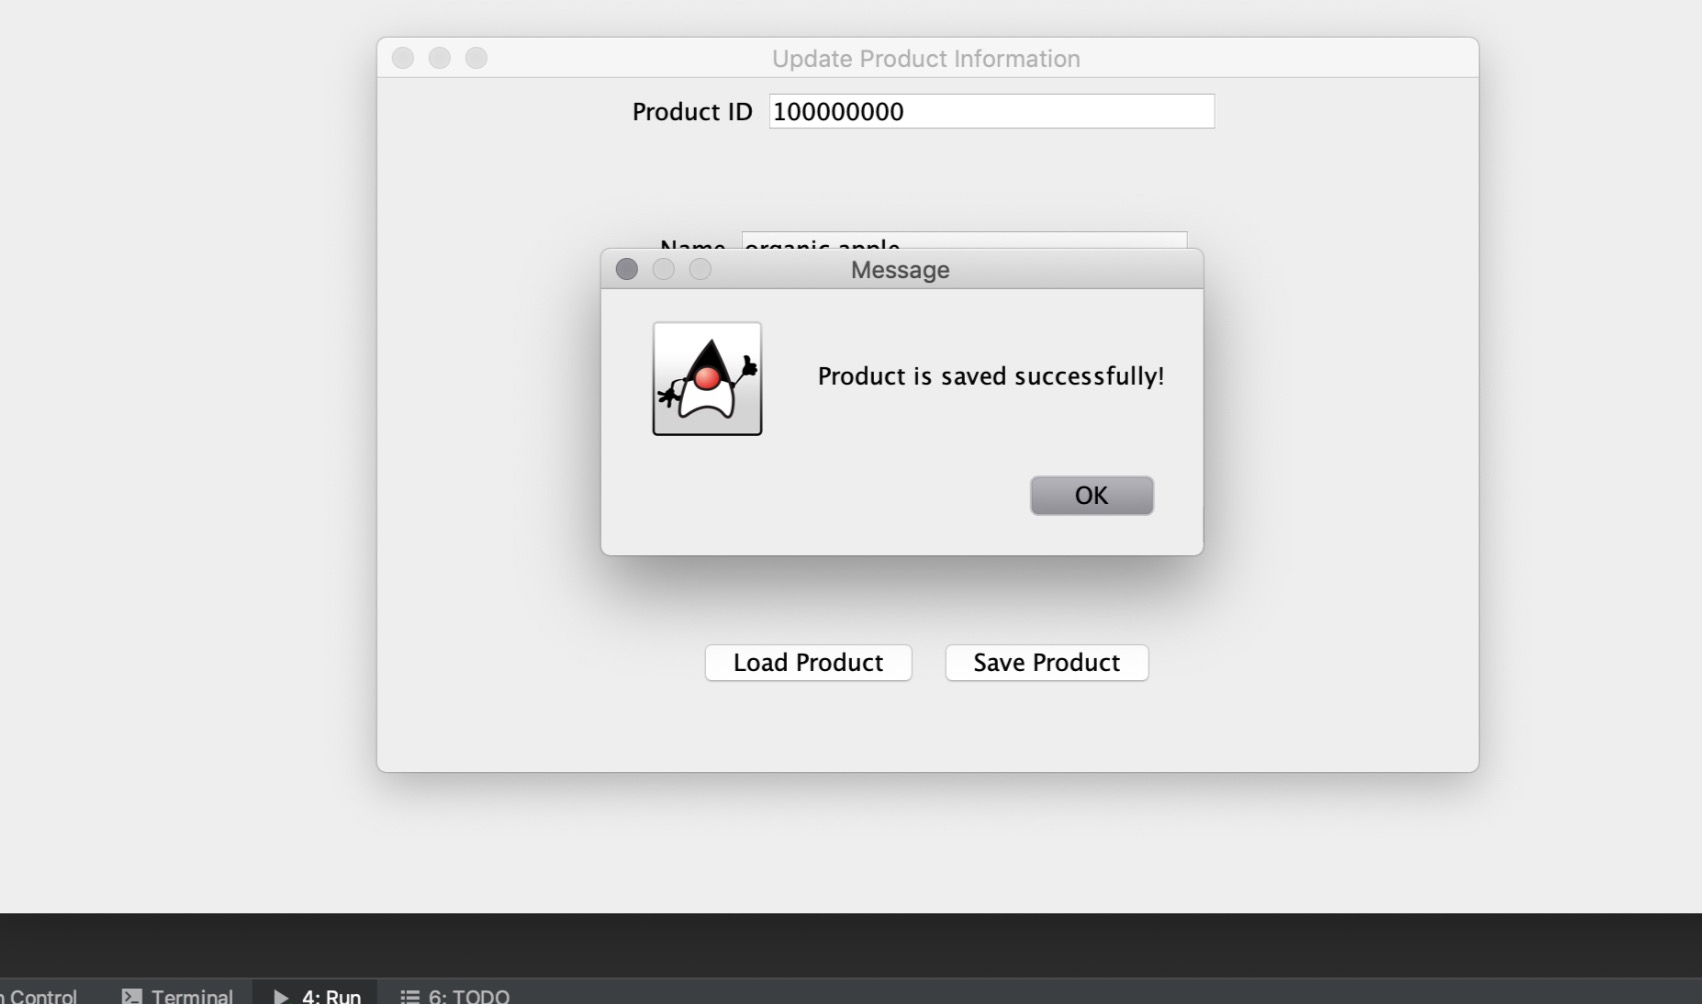 Update Product Information
Product ID 100000000
Name organic apple
Message
Product is saved successfully!
OK
Load Product Save Product
Control Terminal 4: Run 6: TODO